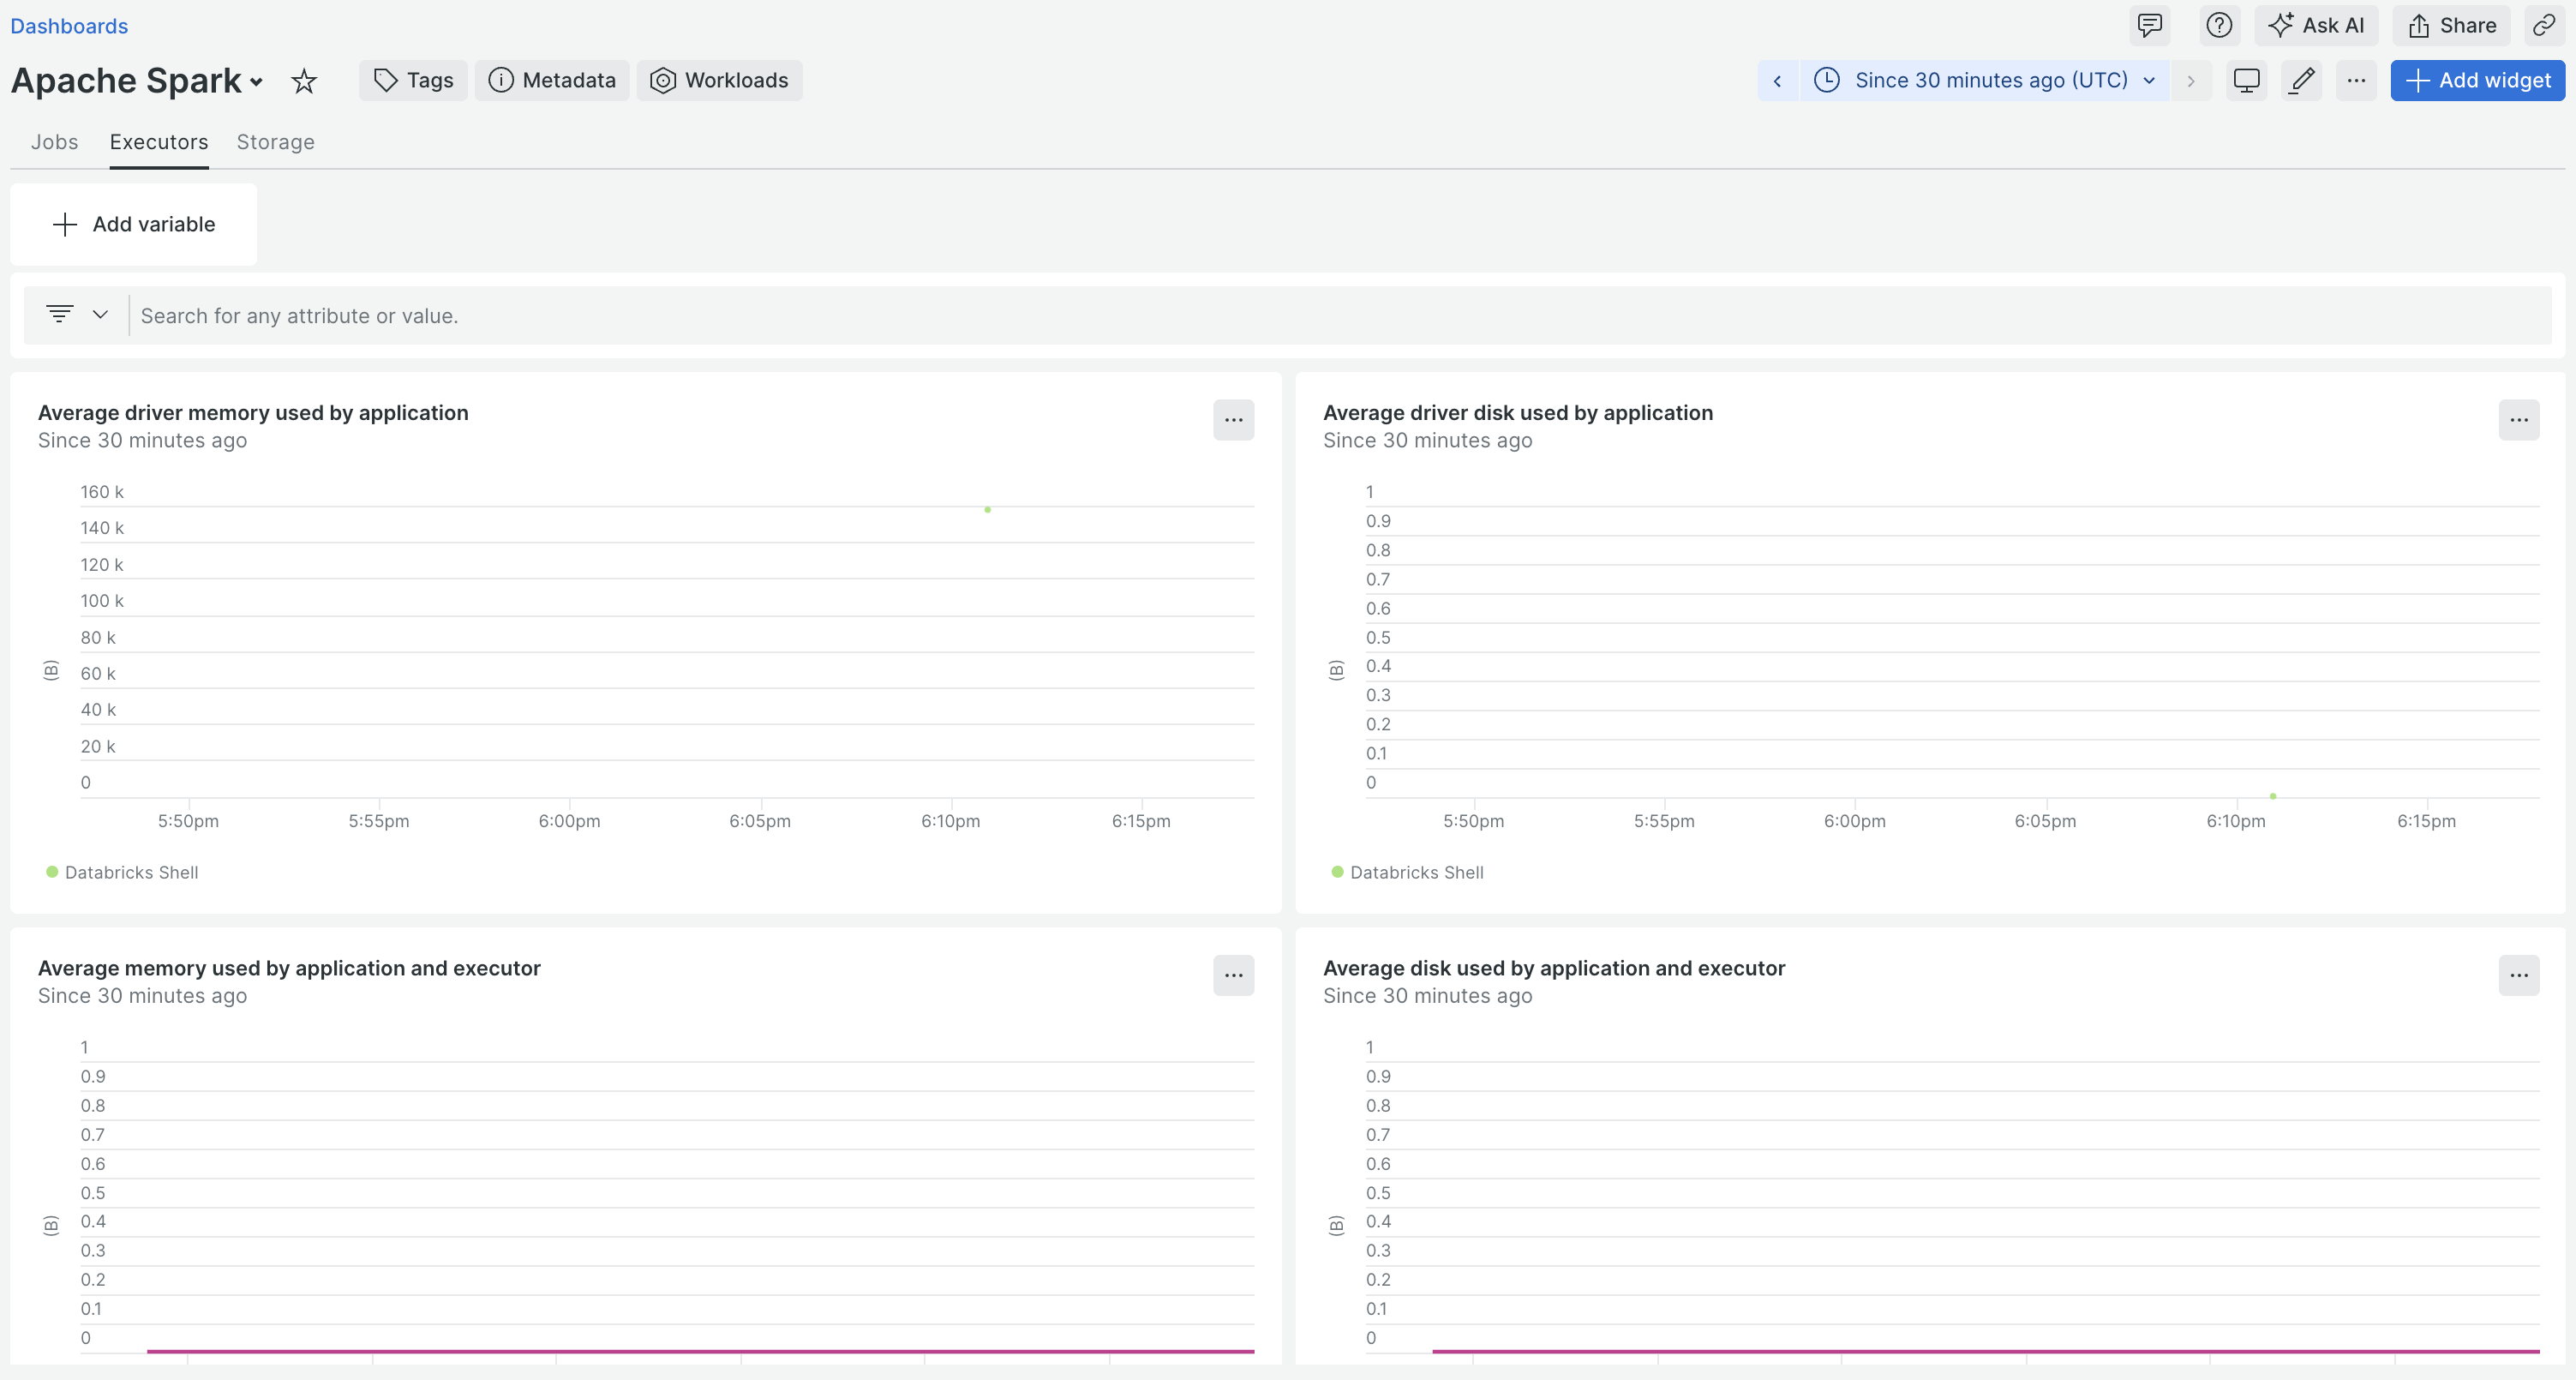 Dashboards
Ask AI
Share
Apache Spark
Tags
Metadata
Workloads
Since 30 minutes ago (UTC)
Add widget
Jobs
Executors
Storage
Add variable
Search for any attribute or value.
Average driver memory used by application
Since 30 minutes ago
160 k
140 k
120 k
100 k
80 k
60 k
40 k
20 k
0
(B)
5:50pm
5:55pm
6:00pm
6:05pm
6:10pm
6:15pm
Databricks Shell
Average driver disk used by application
Since 30 minutes ago
1
0.9
0.8
0.7
0.6
0.5
0.4
0.3
0.2
0.1
0
(B)
5:50pm
5:55pm
6:00pm
6:05pm
6:10pm
6:15pm
Databricks Shell
Average memory used by application and executor
Since 30 minutes ago
1
0.9
0.8
0.7
0.6
0.5
0.4
0.3
0.2
0.1
0
(B)
Average disk used by application and executor
Since 30 minutes ago
1
0.9
0.8
0.7
0.6
0.5
0.4
0.3
0.2
0.1
0
(B)